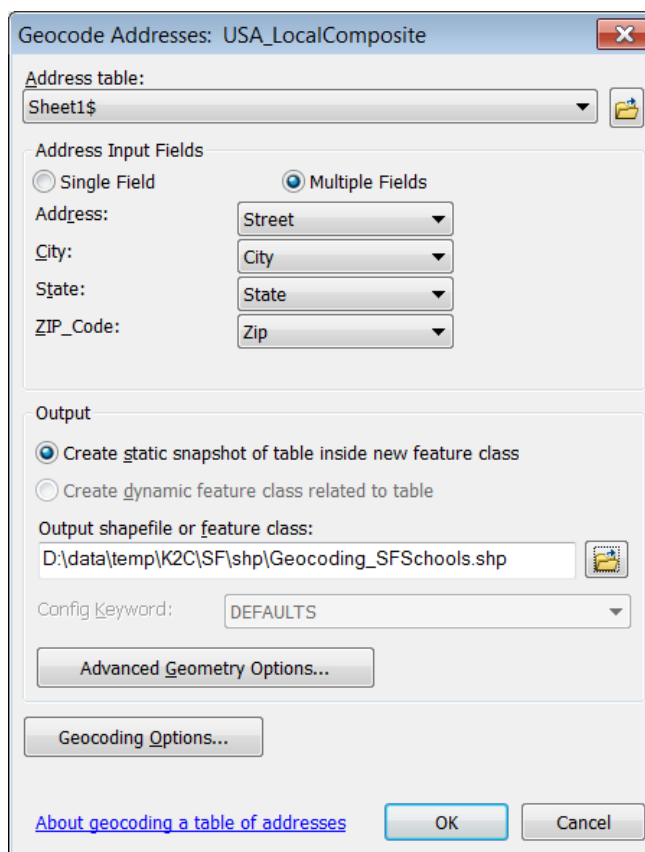 Geocode Addresses: USA_LocalComposite
Address table:
Sheet1$
Address Input Fields
Single Field Multiple Fields
Address: Street
City: City
State: State
ZIP_Code: Zip
Output
Create static snapshot of table inside new feature class
Create dynamic feature class related to table
Output shapefile or feature class:
D:\data\temp\K2C\SF\shp\Geocoding_SFSchools.shp
Config Keyword: DEFAULTS
Advanced Geometry Options...
Geocoding Options...
About geocoding a table of addresses OK Cancel